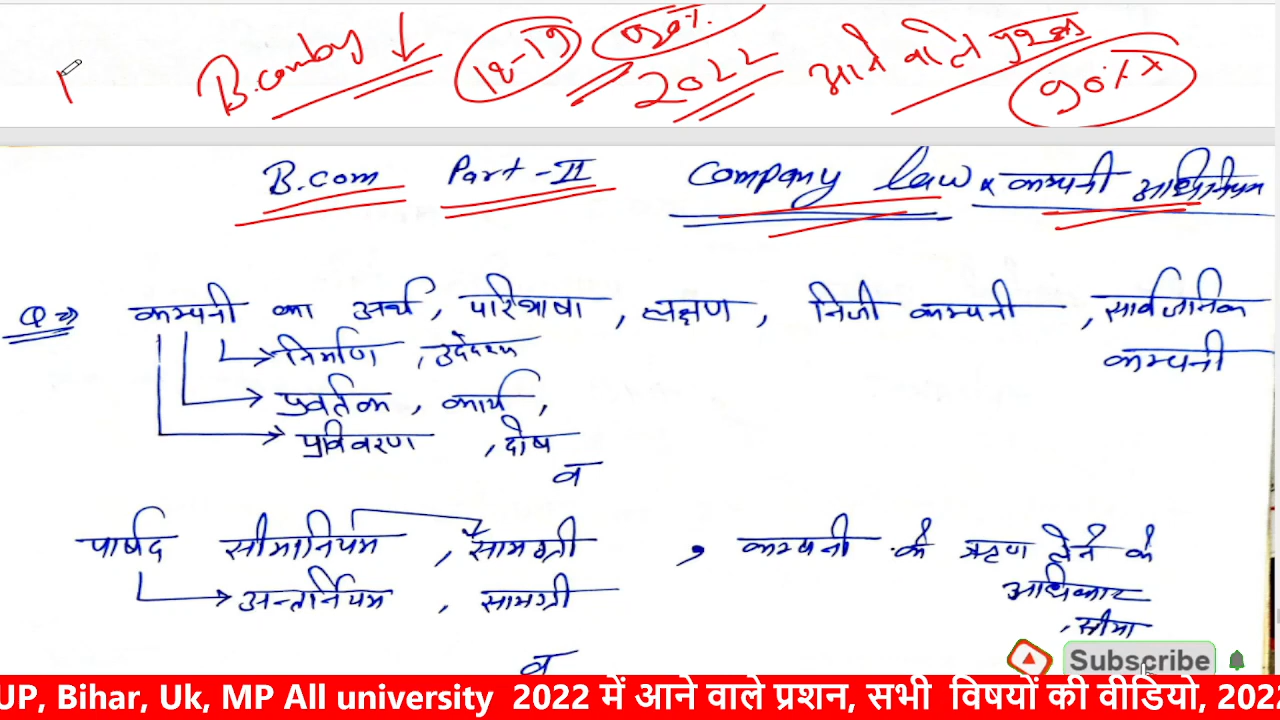 B.com 18-19 90% 2022 आने वाले प्रश्न 90%
B.com Part-II Company law कम्पनी अधिनियम
Q⇒ कम्पनी का अर्थ, परिभाषा, लक्षण, निजी कम्पनी, सार्वजनिक
कम्पनी
→ निर्माण, उद्देश्य
→ प्रवर्तक, कार्य,
→ प्रविवरण, दोष
व
पार्षद सीमानियम, सामग्री, कम्पनी के ऋण लेने के
अधिकार
→ अन्तर्नियम, सामग्री
, सीमा
व
Subscribe
UP, Bihar, Uk, MP All university 2022 में आने वाले प्रशन, सभी विषयों की वीडियो, 2022